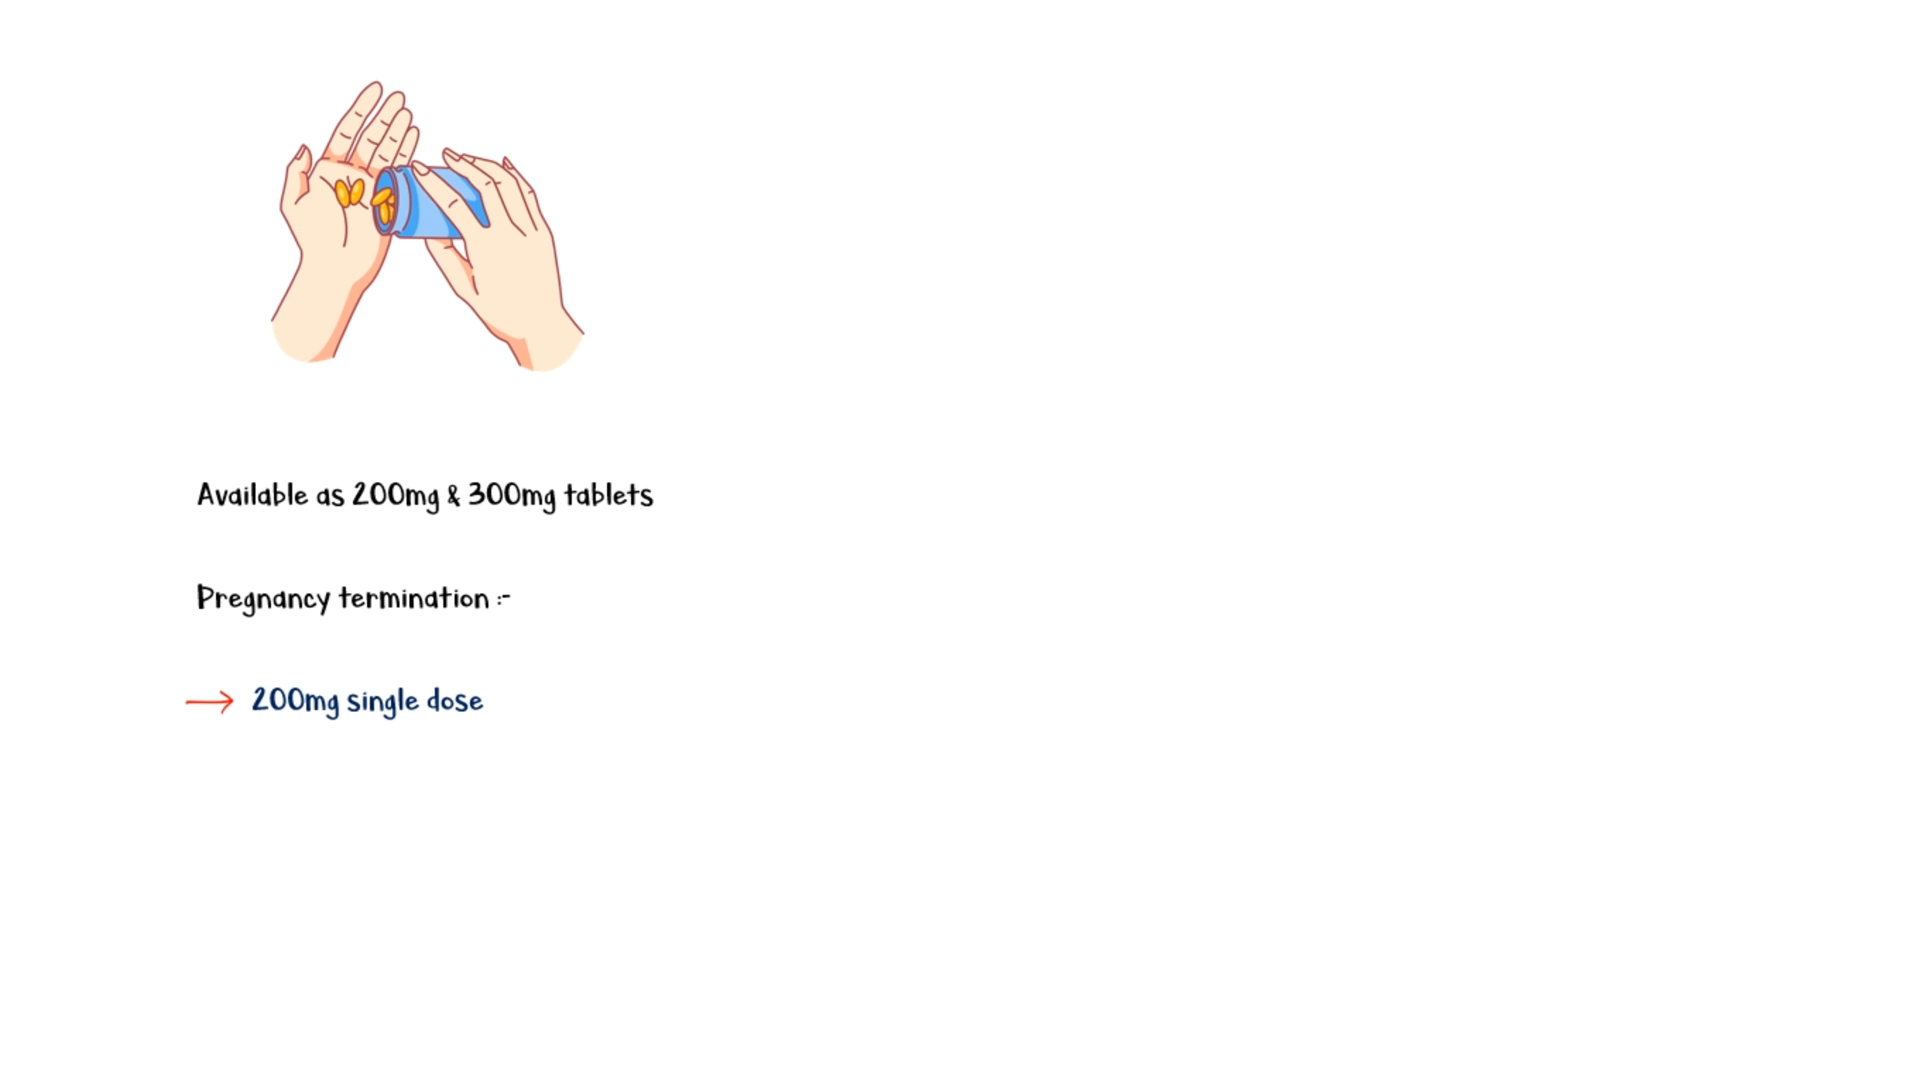 Available as 200mg & 300mg tablets
Pregnancy termination :-
→ 200mg single dose